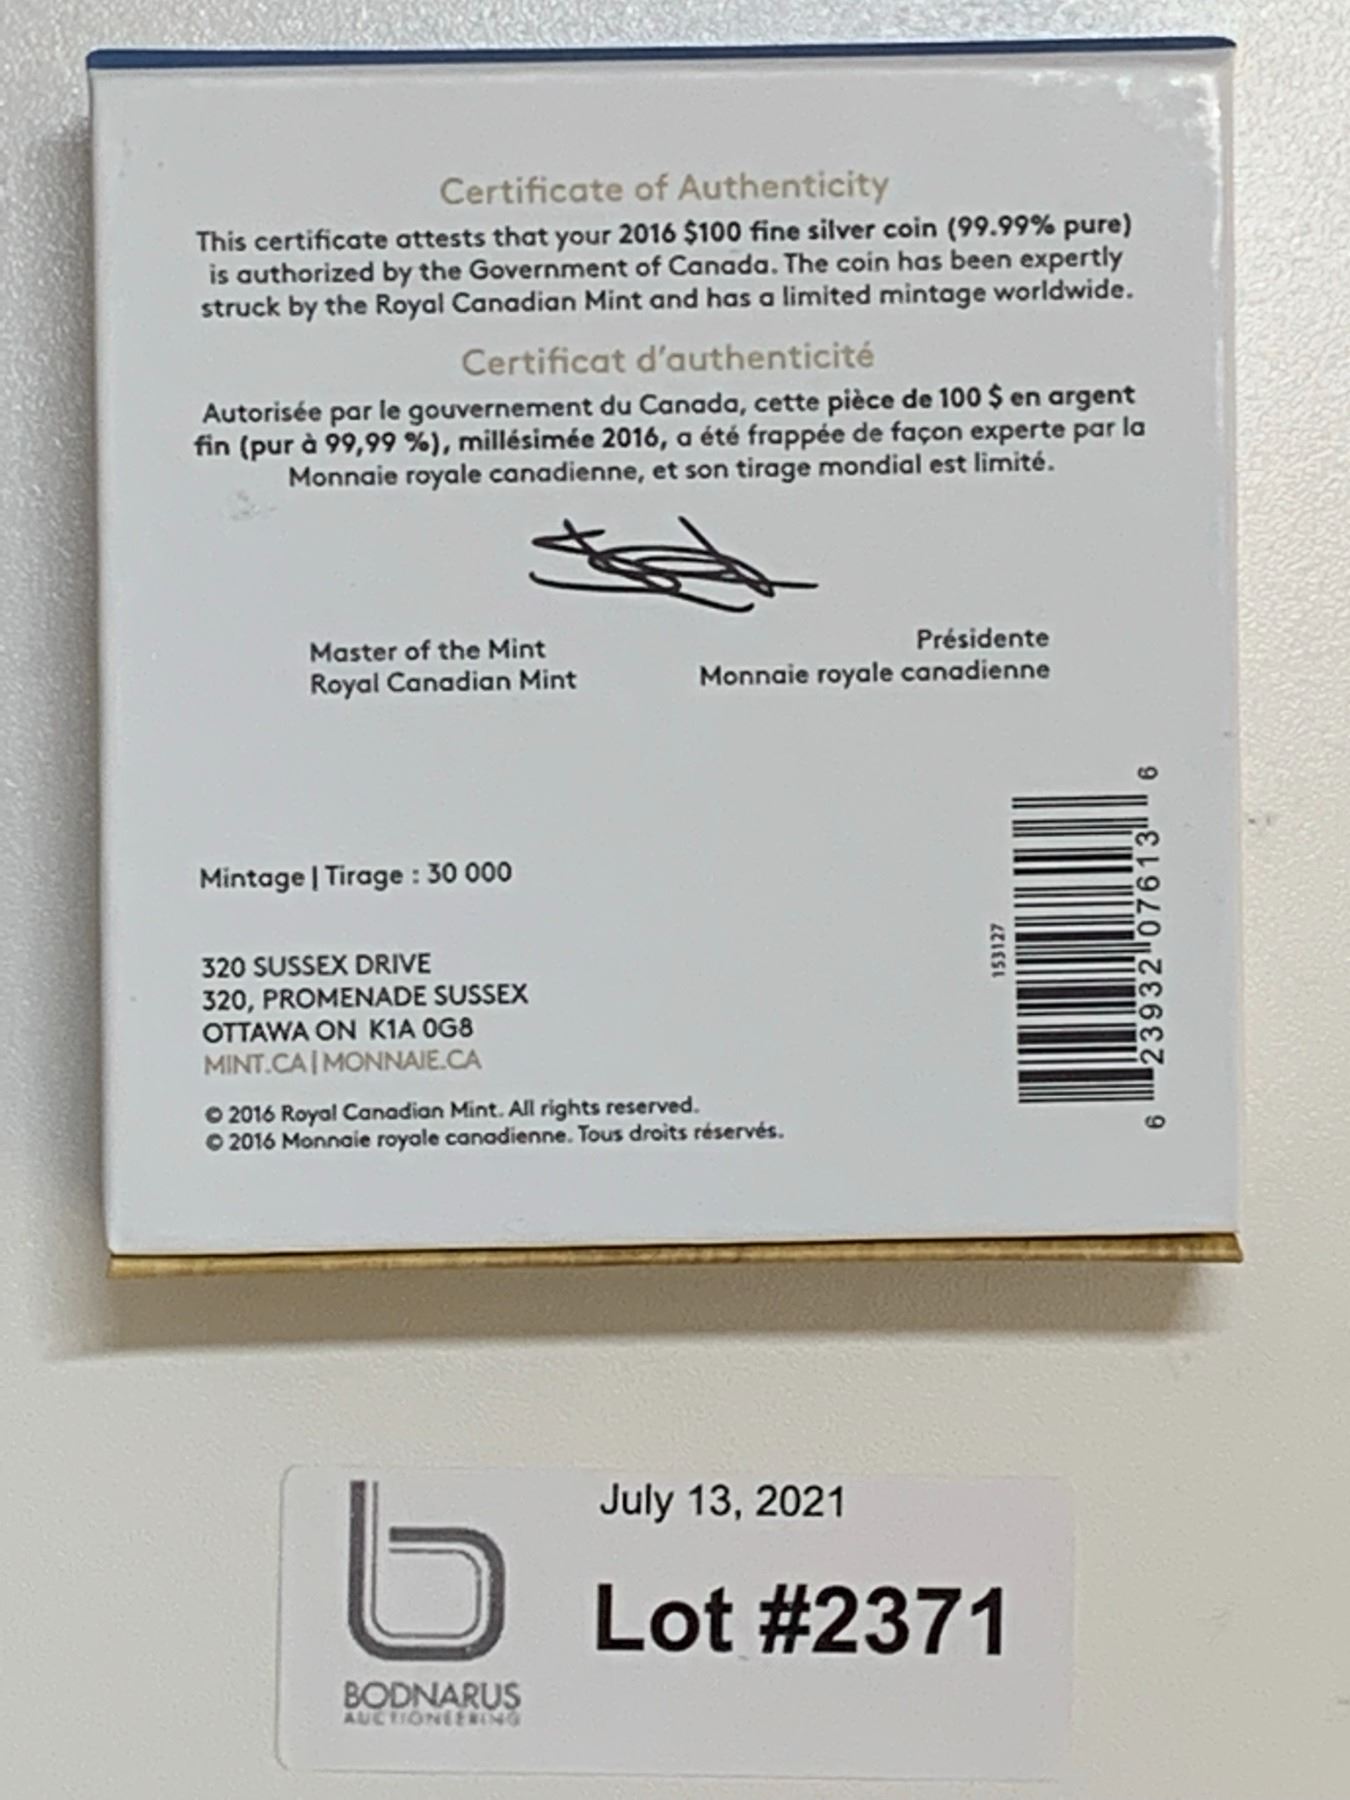 Certificate of Authenticity
This certificate attests that your 2016 $100 fine silver coin (99.99% pure)
is authorized by the Government of Canada. The coin has been expertly
struck by the Royal Canadian Mint and has a limited mintage worldwide.
Certificat d'authenticité
Autorisée par le gouvernement du Canada, cette pièce de 100 $ en argent
fin (pur à 99,99 %), millésimée 2016, a été frappée de façon experte par la
Monnaie royale canadienne, et son tirage mondial est limité.
Master of the Mint
Royal Canadian Mint
Présidente
Monnaie royale canadienne
Mintage | Tirage : 30 000
320 SUSSEX DRIVE
320, PROMENADE SUSSEX
OTTAWA ON K1A 0G8
MINT.CA | MONNAIE.CA
© 2016 Royal Canadian Mint. All rights reserved.
© 2016 Monnaie royale canadienne. Tous droits réservés.
153127
6 23932 07613 6
July 13, 2021
Lot #2371
BODNARUS
AUCTIONEERING